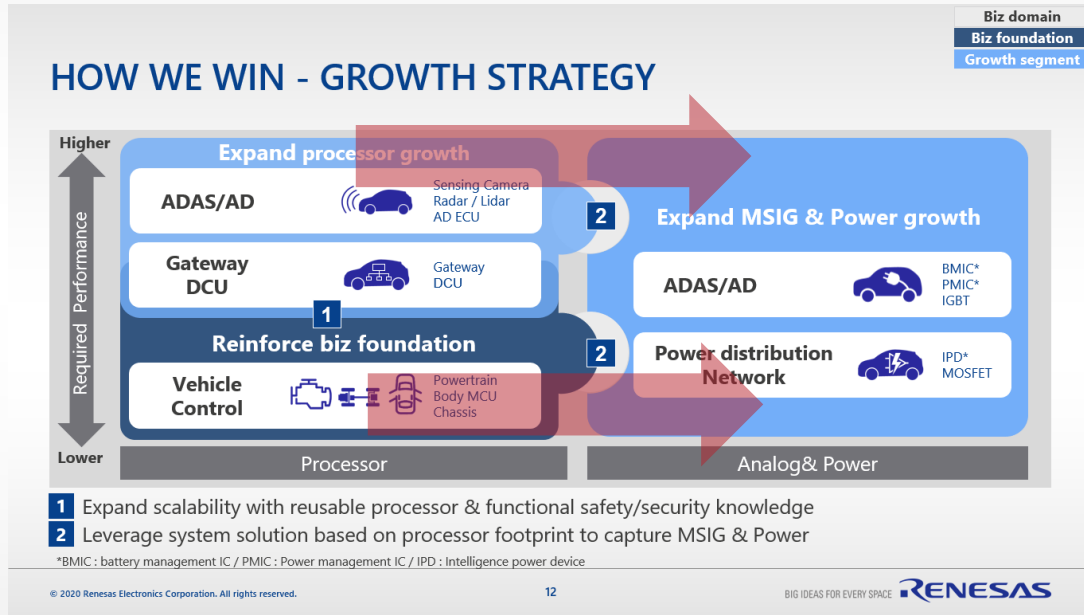 Biz domain
Biz foundation
Growth segment
HOW WE WIN - GROWTH STRATEGY
Higher
Required Performance
Lower
Expand processor growth
ADAS/AD
Sensing Camera
Radar / Lidar
AD ECU
Gateway
DCU
Gateway
DCU
1
Reinforce biz foundation
Vehicle
Control
Powertrain
Body MCU
Chassis
Processor
2
2
Expand MSIG & Power growth
ADAS/AD
BMIC*
PMIC*
IGBT
Power distribution
Network
IPD*
MOSFET
Analog& Power
1 Expand scalability with reusable processor & functional safety/security knowledge
2 Leverage system solution based on processor footprint to capture MSIG & Power
*BMIC : battery management IC / PMIC : Power management IC / IPD : Intelligence power device
© 2020 Renesas Electronics Corporation. All rights reserved.
12
BIG IDEAS FOR EVERY SPACE RENESAS